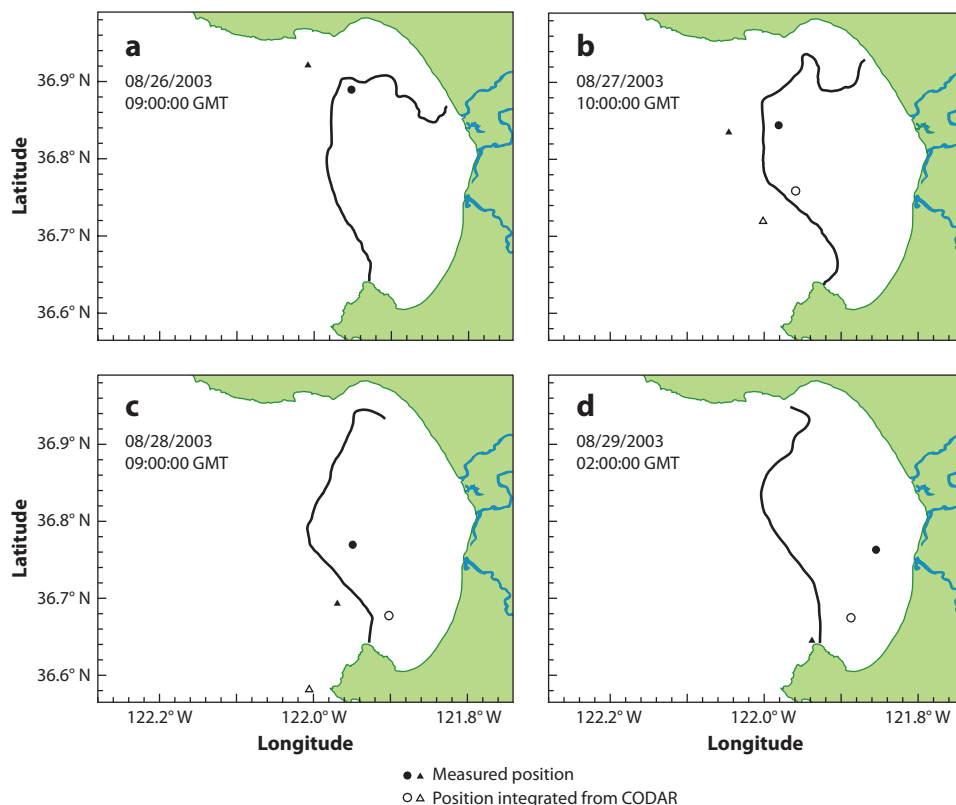 a
08/26/2003
09:00:00 GMT
b
08/27/2003
10:00:00 GMT
36.9° N
36.8° N
36.7° N
36.6° N
Latitude
c
08/28/2003
09:00:00 GMT
d
08/29/2003
02:00:00 GMT
36.9° N
36.8° N
36.7° N
36.6° N
Latitude
122.2° W 122.0° W 121.8° W
122.2° W 122.0° W 121.8° W
Longitude Longitude
Measured position
Position integrated from CODAR